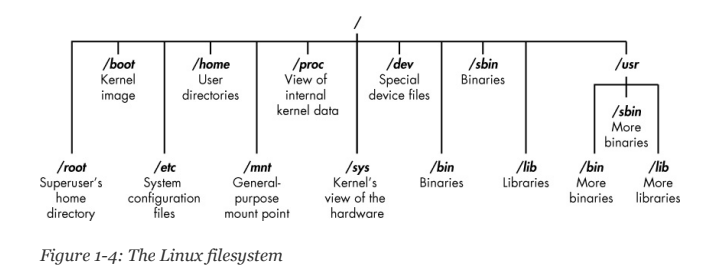 /
/boot
Kernel
image
/home
User
directories
/proc
View of
internal
kernel data
/dev
Special
device files
/sbin
Binaries
/usr
/sbin
More
binaries
/root
Superuser's
home
directory
/etc
System
configuration
files
/mnt
General-
purpose
mount point
/sys
Kernel's
view of the
hardware
/bin
Binaries
/lib
Libraries
/bin
More
binaries
/lib
More
libraries
Figure 1-4: The Linux filesystem